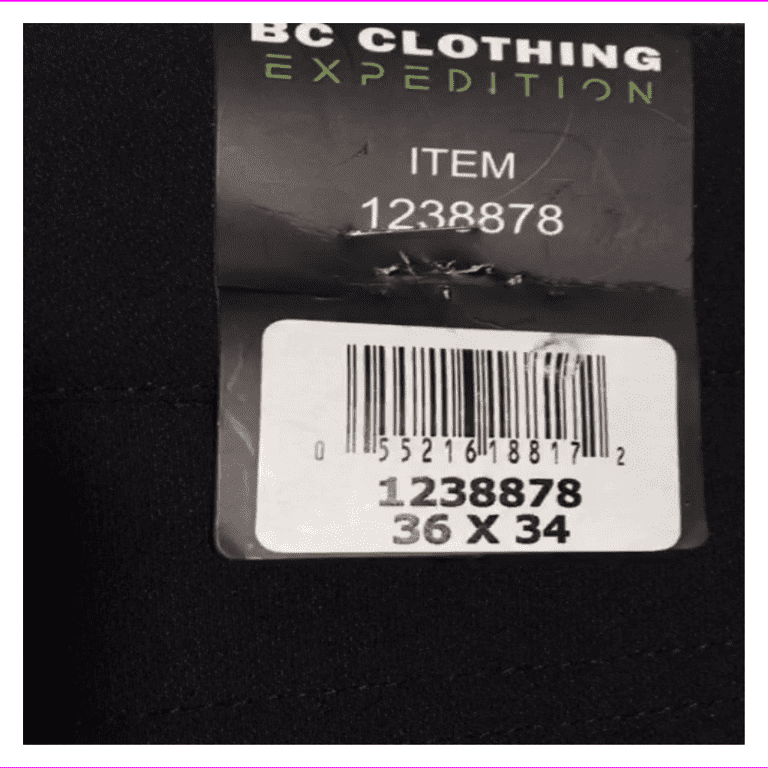 BC CLOTHING
EXPEDITION
ITEM
1238878
0 55216 18817 2
1238878
36 X 34